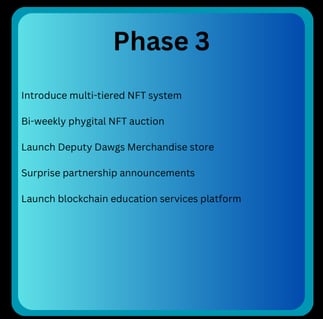 Phase 3
Introduce multi-tiered NFT system
Bi-weekly phygital NFT auction
Launch Deputy Dawgs Merchandise store
Surprise partnership announcements
Launch blockchain education services platform